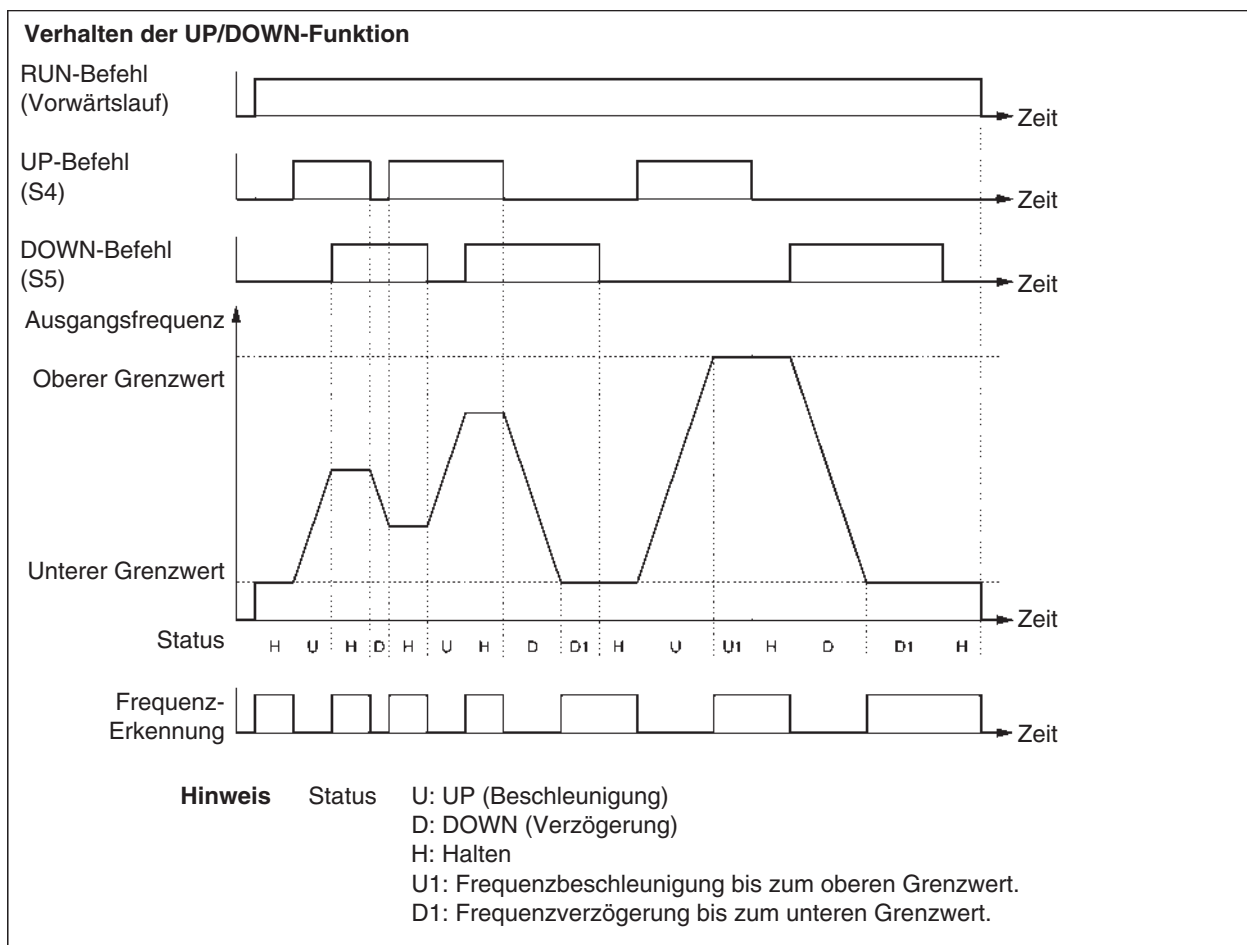 Verhalten der UP/DOWN-Funktion
RUN-Befehl
(Vorwärtslauf)
Zeit
UP-Befehl
(S4)
Zeit
DOWN-Befehl
(S5)
Zeit
Ausgangsfrequenz
Oberer Grenzwert
Unterer Grenzwert
Zeit
Status H U H D H U H D D1 H U U1 H D D1 H
Frequenz-
Erkennung
Zeit
Hinweis Status U: UP (Beschleunigung)
D: DOWN (Verzögerung)
H: Halten
U1: Frequenzbeschleunigung bis zum oberen Grenzwert.
D1: Frequenzverzögerung bis zum unteren Grenzwert.